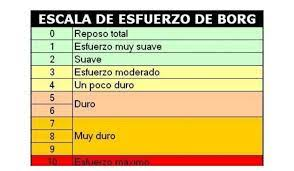 ESCALA DE ESFUERZO DE BORG
0 Reposo total
1 Esfuerzo muy suave
2 Suave
3 Esfuerzo moderado
4 Un poco duro
5
Duro
6
7
8 Muy duro
9
10 Esfuerzo máximo